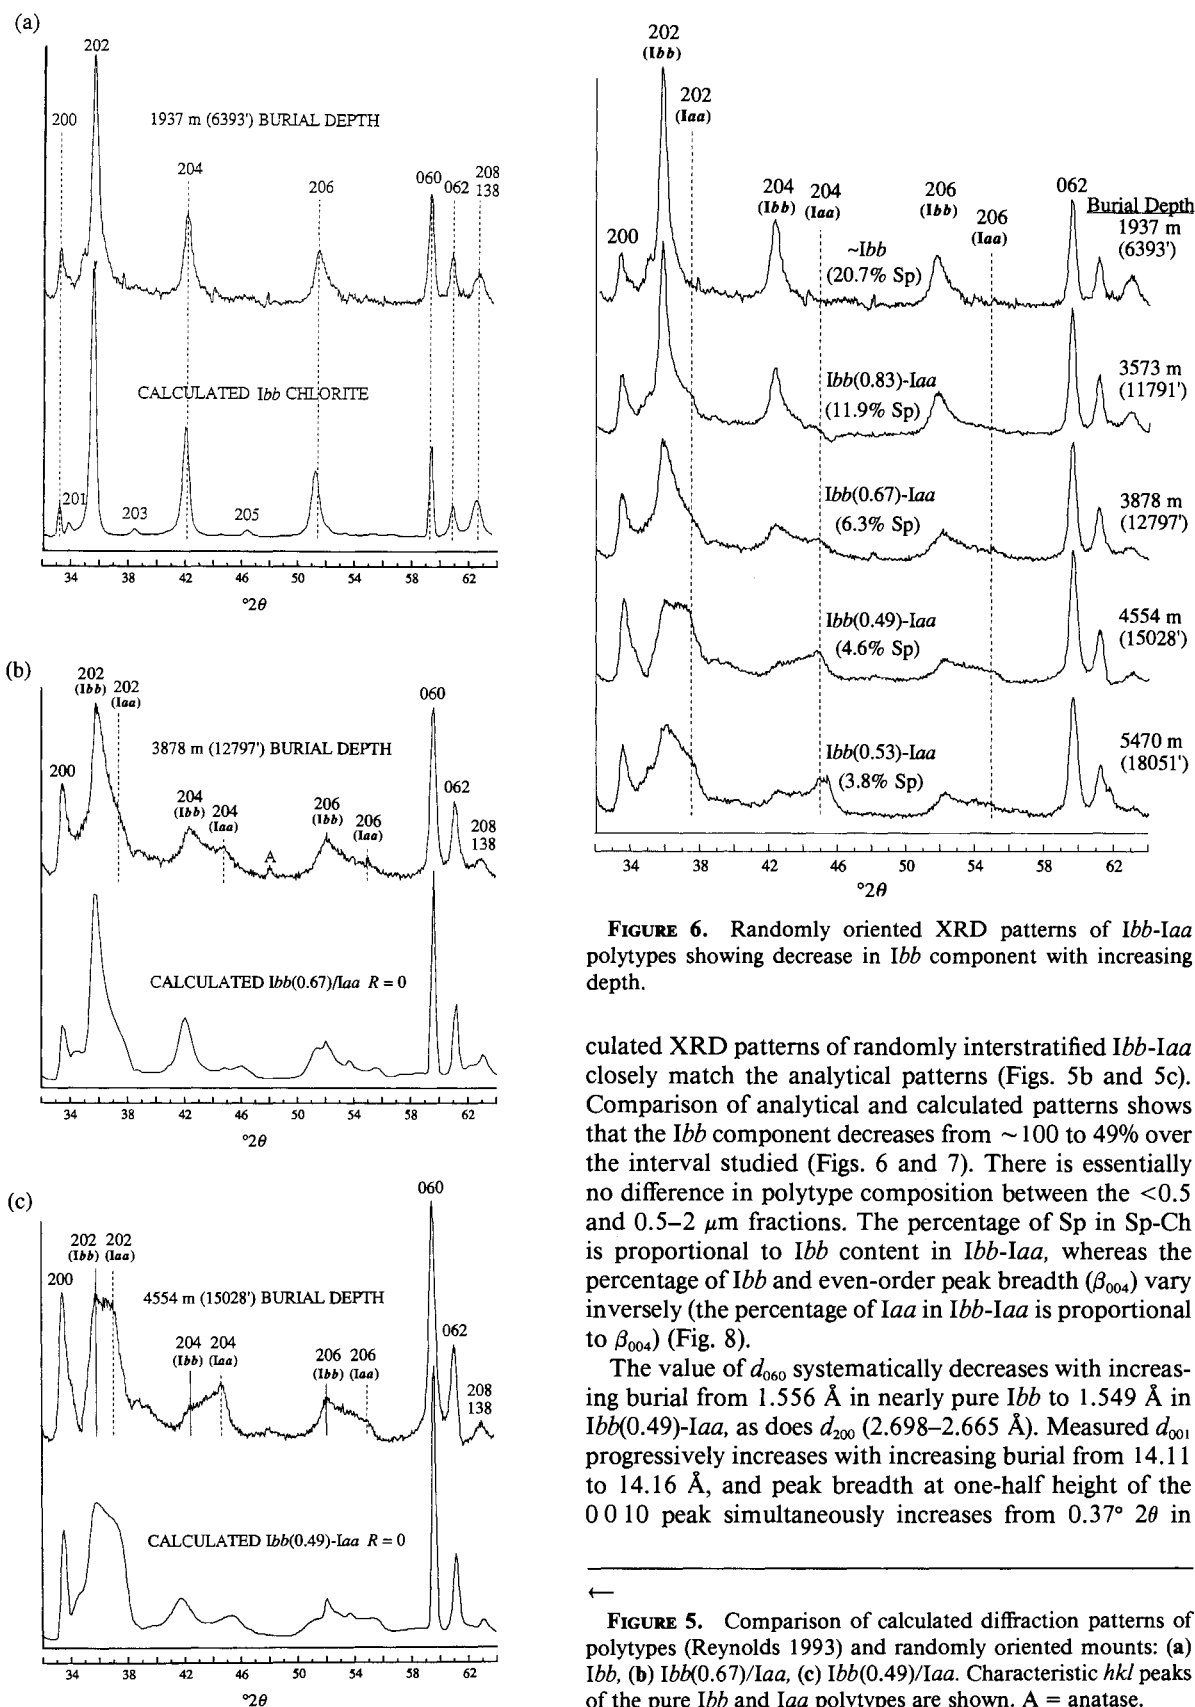 (a)
202
200
1937 m (6393') BURIAL DEPTH
204
206
060
062
208
138
CALCULATED Ibb CHLORITE
201
203
205
34 38 42 46 50 54 58 62
°2θ
(b)
202
(Ibb)
202
(Iaa)
060
3878 m (12797') BURIAL DEPTH
200
204
(Ibb)
204
(Iaa)
206
(Ibb)
206
(Iaa)
062
208
138
A
CALCULATED Ibb(0.67)/Iaa R = 0
34 38 42 46 50 54 58 62
°2θ
(c)
060
202
(Ibb)
202
(Iaa)
200
4554 m (15028') BURIAL DEPTH
204
(Ibb)
204
(Iaa)
206
(Ibb)
206
(Iaa)
062
208
138
CALCULATED Ibb(0.49)-Iaa R = 0
34 38 42 46 50 54 58 62
°2θ
202
(Ibb)
202
(Iaa)
200
204
(Ibb)
204
(Iaa)
206
(Ibb)
206
(Iaa)
062
Burial Depth
1937 m
(6393')
~Ibb
(20.7% Sp)
3573 m
(11791')
Ibb(0.83)-Iaa
(11.9% Sp)
3878 m
(12797')
Ibb(0.67)-Iaa
(6.3% Sp)
4554 m
(15028')
Ibb(0.49)-Iaa
(4.6% Sp)
5470 m
(18051')
Ibb(0.53)-Iaa
(3.8% Sp)
34 38 42 46 50 54 58 62
°2θ
FIGURE 6. Randomly oriented XRD patterns of Ibb-Iaa
polytypes showing decrease in Ibb component with increasing
depth.
culated XRD patterns of randomly interstratified Ibb-Iaa
closely match the analytical patterns (Figs. 5b and 5c).
Comparison of analytical and calculated patterns shows
that the Ibb component decreases from ~100 to 49% over
the interval studied (Figs. 6 and 7). There is essentially
no difference in polytype composition between the <0.5
and 0.5–2 μm fractions. The percentage of Sp in Sp-Ch
is proportional to Ibb content in Ibb-Iaa, whereas the
percentage of Ibb and even-order peak breadth (β004) vary
inversely (the percentage of Iaa in Ibb-Iaa is proportional
to β004) (Fig. 8).
The value of d060 systematically decreases with increas-
ing burial from 1.556 Å in nearly pure Ibb to 1.549 Å in
Ibb(0.49)-Iaa, as does d200 (2.698–2.665 Å). Measured d001
progressively increases with increasing burial from 14.11
to 14.16 Å, and peak breadth at one-half height of the
0 0 10 peak simultaneously increases from 0.37° 2θ in
←
FIGURE 5. Comparison of calculated diffraction patterns of
polytypes (Reynolds 1993) and randomly oriented mounts: (a)
Ibb, (b) Ibb(0.67)/Iaa, (c) Ibb(0.49)/Iaa. Characteristic hkl peaks
of the pure Ibb and Iaa polytypes are shown. A = anatase.